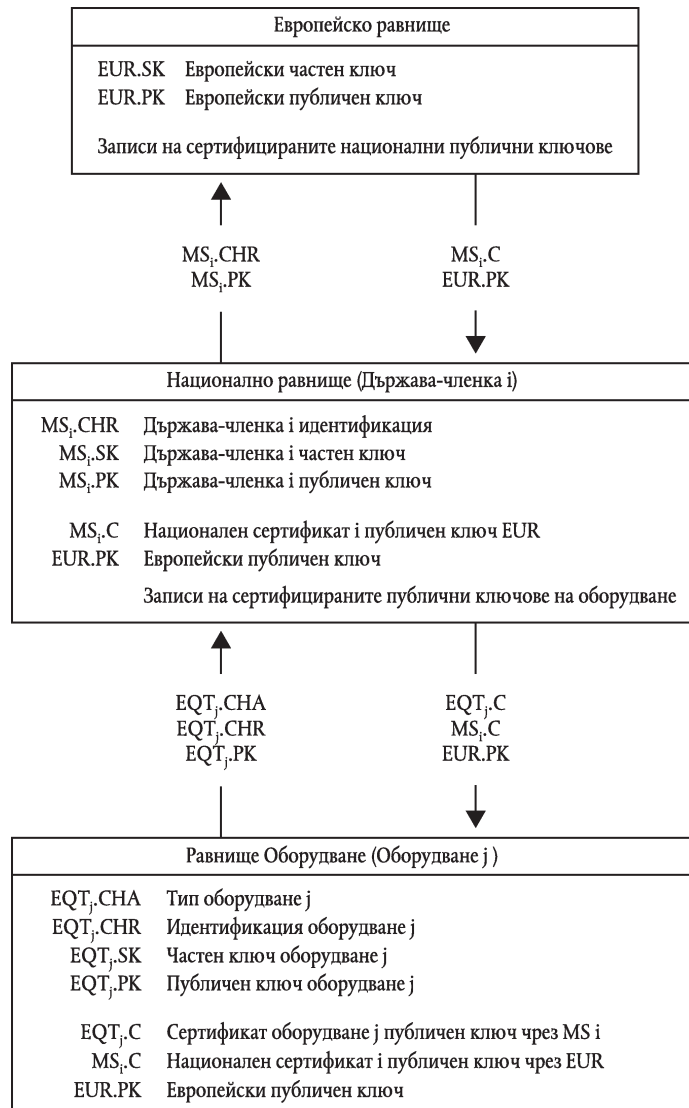 Европейско равнище
EUR.SK Европейски частен ключ
EUR.PK Европейски публичен ключ
Записи на сертифицираните национални публични ключове
MSi.CHR MSi.C
MSi.PK EUR.PK
Национално равнище (Държава-членка i)
MSi.CHR Държава-членка i идентификация
MSi.SK Държава-членка i частен ключ
MSi.PK Държава-членка i публичен ключ
MSi.C Национален сертификат i публичен ключ EUR
EUR.PK Европейски публичен ключ
Записи на сертифицираните публични ключове на оборудване
EQTj.CHA EQTj.C
EQTj.CHR MSi.C
EQTj.PK EUR.PK
Равнище Оборудване (Оборудване j )
EQTj.CHA Тип оборудване j
EQTj.CHR Идентификация оборудване j
EQTj.SK Частен ключ оборудване j
EQTj.PK Публичен ключ оборудване j
EQTj.C Сертификат оборудване j публичен ключ чрез MS i
MSi.C Национален сертификат i публичен ключ чрез EUR
EUR.PK Европейски публичен ключ